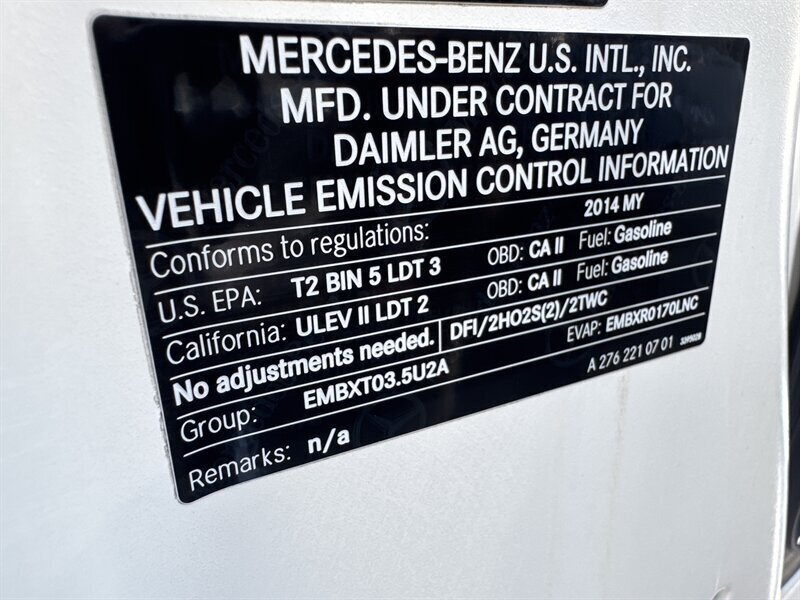 MERCEDES-BENZ U.S. INTL., INC.
MFD. UNDER CONTRACT FOR
DAIMLER AG, GERMANY
VEHICLE EMISSION CONTROL INFORMATION
Conforms to regulations: 2014 MY
U.S. EPA: T2 BIN 5 LDT 3 OBD: CA II Fuel: Gasoline
California: ULEV II LDT 2 OBD: CA II Fuel: Gasoline
No adjustments needed. DFI/2HO2S(2)/2TWC
Group: EMBXT03.5U2A EVAP: EMBXR0170LNC
Remarks: n/a A 276 221 07 01